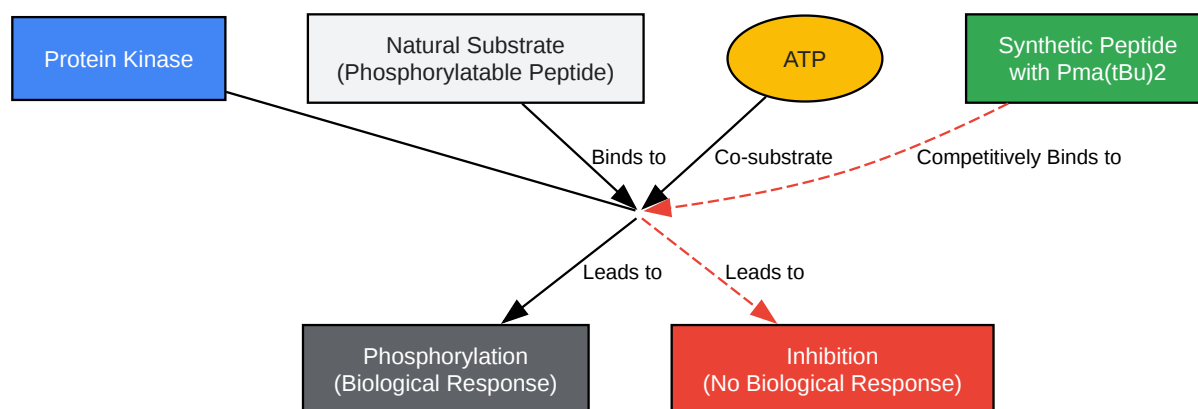 Protein Kinase
Natural Substrate
(Phosphorylatable Peptide)
ATP
Synthetic Peptide
with Pma(tBu)2
Binds to
Co-substrate
Competitively Binds to
Leads to
Leads to
Phosphorylation
(Biological Response)
Inhibition
(No Biological Response)